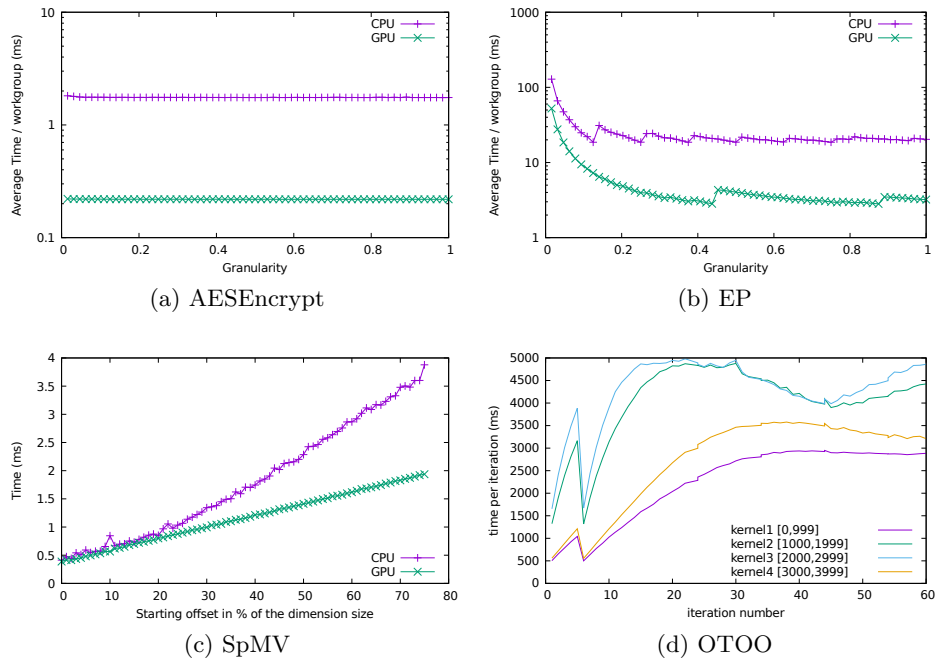 10
1
0.1
0
0.2
0.4
0.6
0.8
1
Average Time / workgroup (ms)
Granularity
CPU
GPU
(a) AESEncrypt
1000
100
10
1
0
0.2
0.4
0.6
0.8
1
Average Time / workgroup (ms)
Granularity
CPU
GPU
(b) EP
4
3.5
3
2.5
2
1.5
1
0.5
0
0
10
20
30
40
50
60
70
80
Time (ms)
Starting offset in % of the dimension size
CPU
GPU
(c) SpMV
5000
4500
4000
3500
3000
2500
2000
1500
1000
500
0
0
10
20
30
40
50
60
time per iteration (ms)
iteration number
kernel1 [0,999]
kernel2 [1000,1999]
kernel3 [2000,2999]
kernel4 [3000,3999]
(d) OTOO